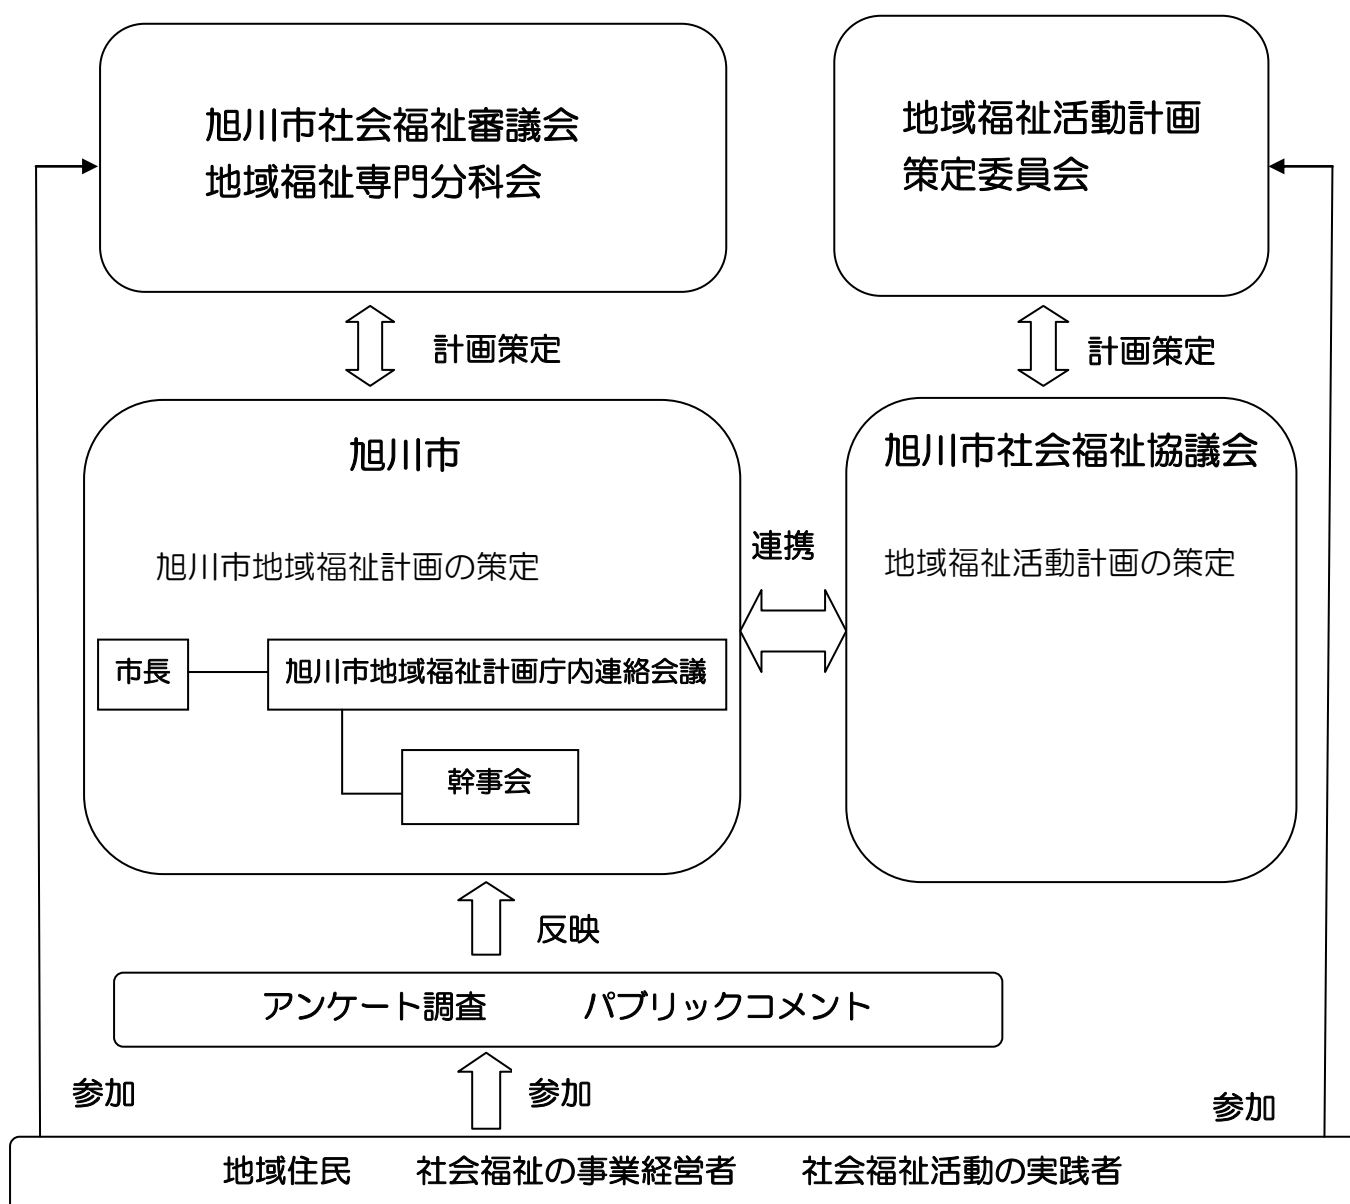 旭川市社会福祉審議会
地域福祉専門分科会
地域福祉活動計画
策定委員会
計画策定
計画策定
旭川市
旭川市社会福祉協議会
連携
旭川市地域福祉計画の策定
地域福祉活動計画の策定
市長
旭川市地域福祉計画庁内連絡会議
幹事会
反映
アンケート調査 パブリックコメント
参加
参加
参加
地域住民 社会福祉の事業経営者 社会福祉活動の実践者